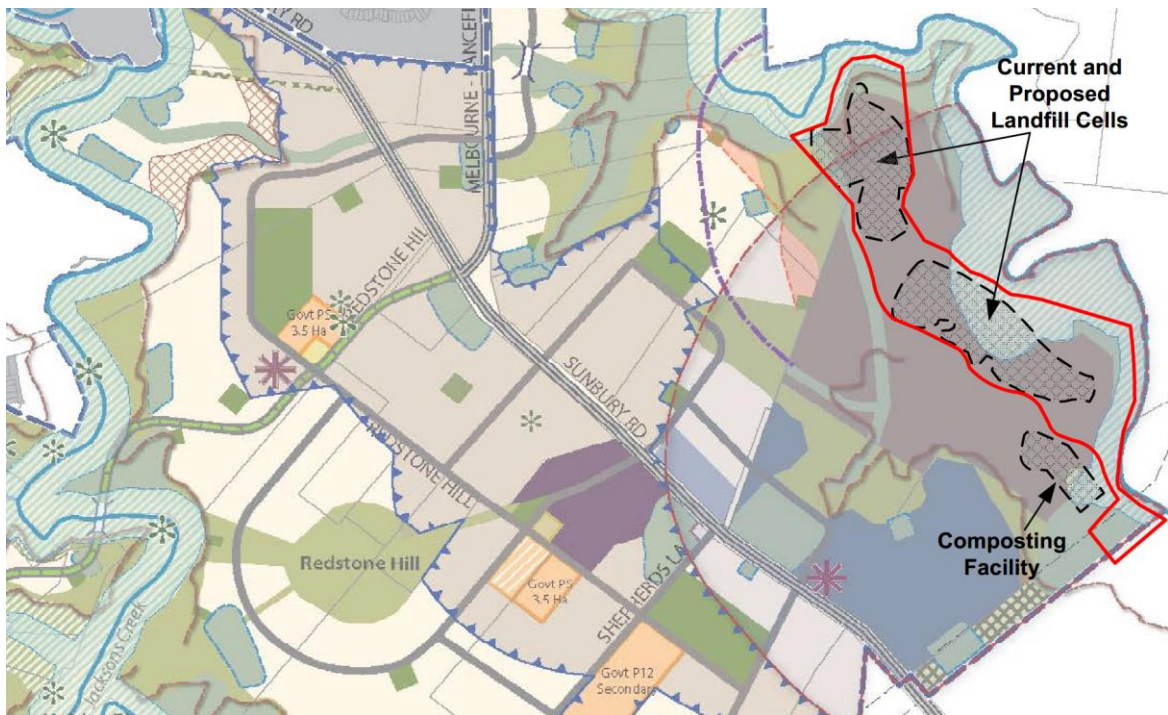 RY RD
MELBOURNE - LANCEFI
Current and
Proposed
Landfill Cells
REDSTONE HILL
Govt PS
3.5 Ha
SUNBURY RD
REDSTONE HILL
Redstone Hill
Govt PS
3.5 Ha
SHEPHERDS LA
Composting
Facility
Govt P12
Secondary
Jacksons Creek